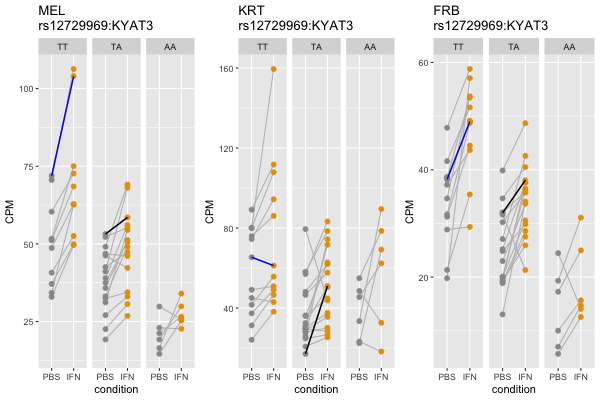 MEL
rs12729969:KYAT3
TT TA AA
CPM
100
75
50
25
PBS IFN PBS IFN PBS IFN
condition
KRT
rs12729969:KYAT3
TT TA AA
CPM
160
120
80
40
PBS IFN PBS IFN PBS IFN
condition
FRB
rs12729969:KYAT3
TT TA AA
CPM
60
40
20
PBS IFN PBS IFN PBS IFN
condition